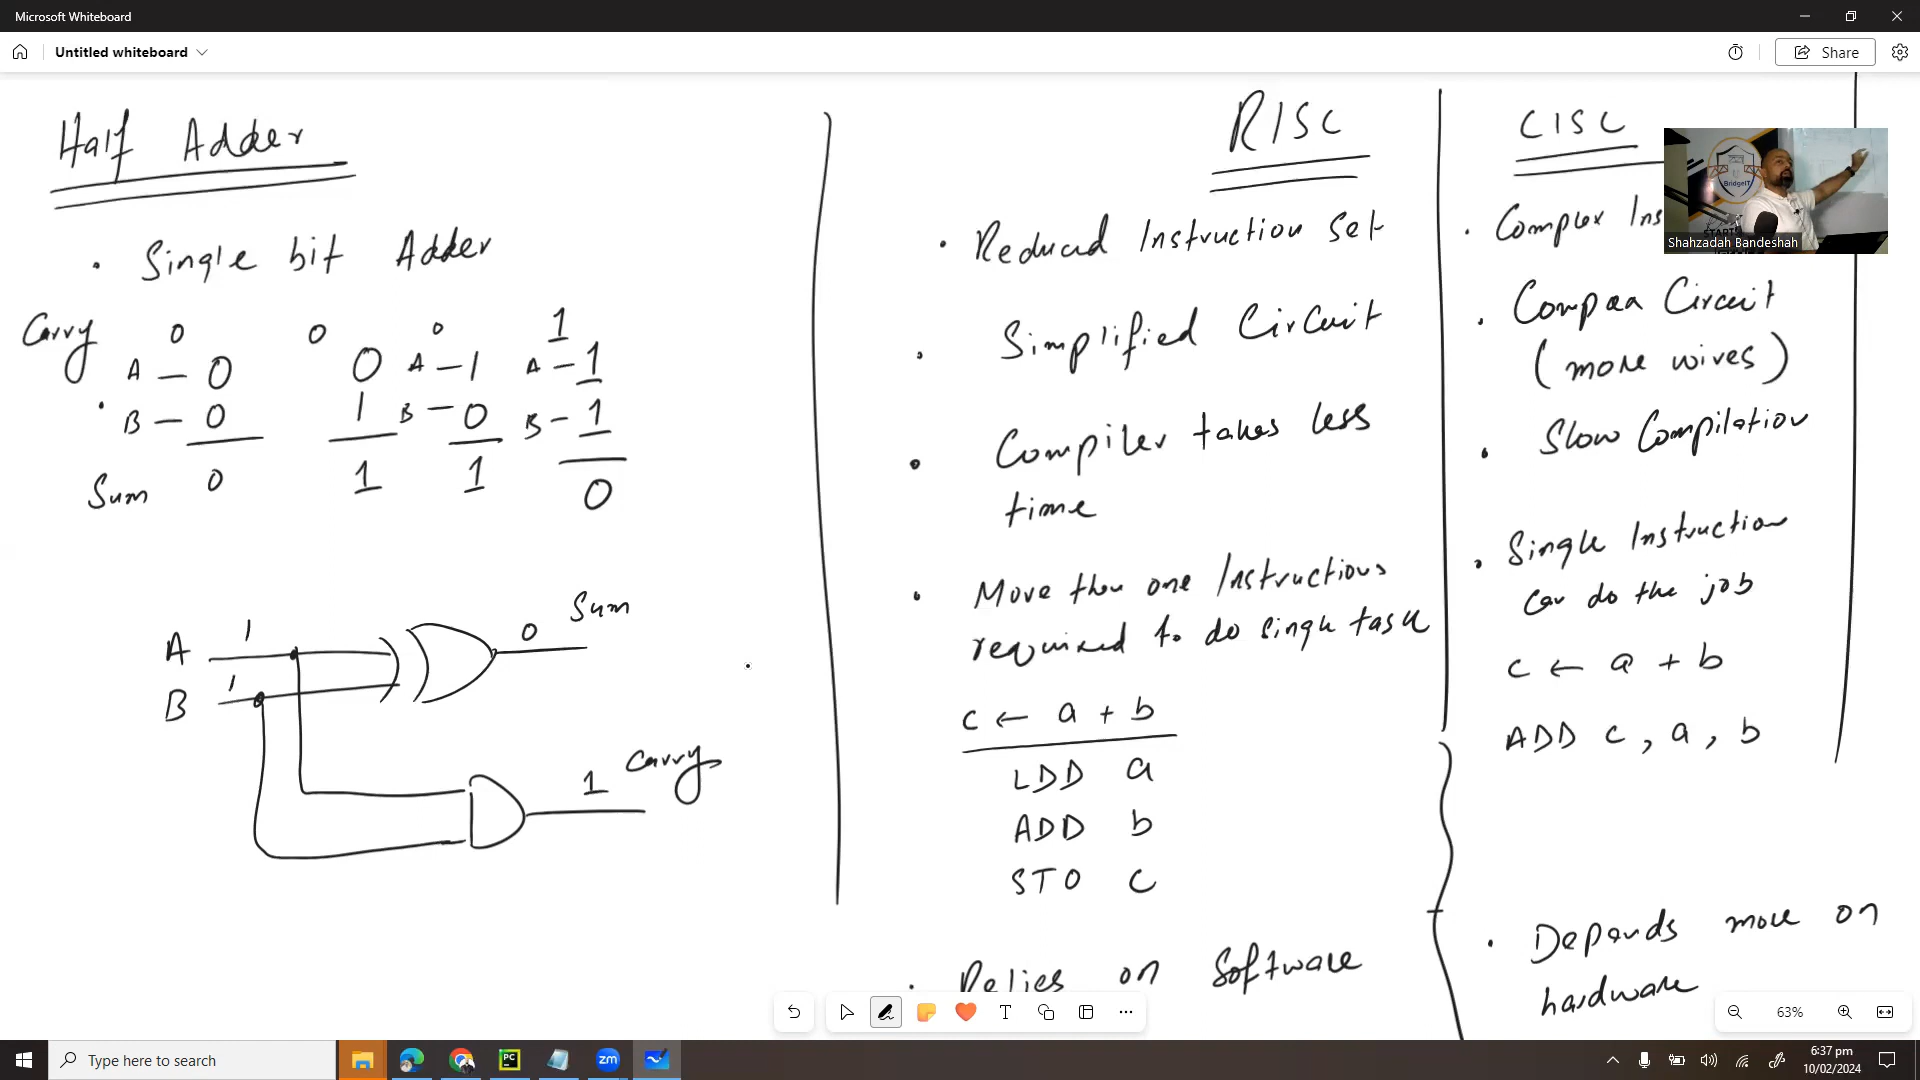 Microsoft Whiteboard
Untitled whiteboard
Share
Half Adder
• Single bit Adder
Carry 0 0 0 1
A – 0 0 A – 1 A – 1
B – 0 1 B – 0 B – 1
Sum 0 1 1 0
A 1 0 Sum
B 1
1 Carry
RISC
• Reduced Instruction Set
• Simplified Circuit
• Compiler takes less
time
• More than one Instructions
required to do single task
c ← a + b
LDD a
ADD b
STO c
• Relies on Software
CISC
• Complex Ins
• Circuit
(more wires)
• Slow Compilation
• Single Instruction
can do the job
c ← a + b
ADD c, a, b
• Depends more on
hardware
BridgeIT
START
Shahzadah Bandeshah
63%
Type here to search
PC
zm
6:37 pm
10/02/2024